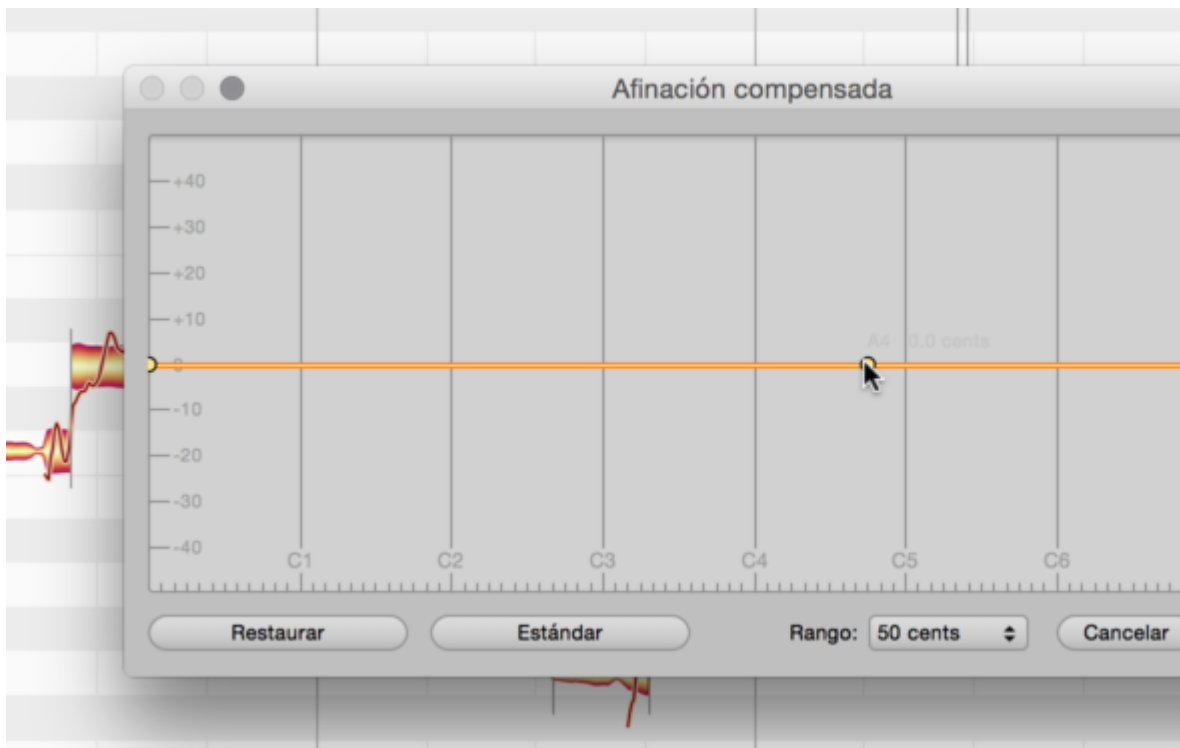 Afinación compensada
+40
+30
+20
+10
A4 0.0 cents
0
-10
-20
-30
-40
C1 C2 C3 C4 C5 C6
Restaurar Estándar Rango: 50 cents Cancelar